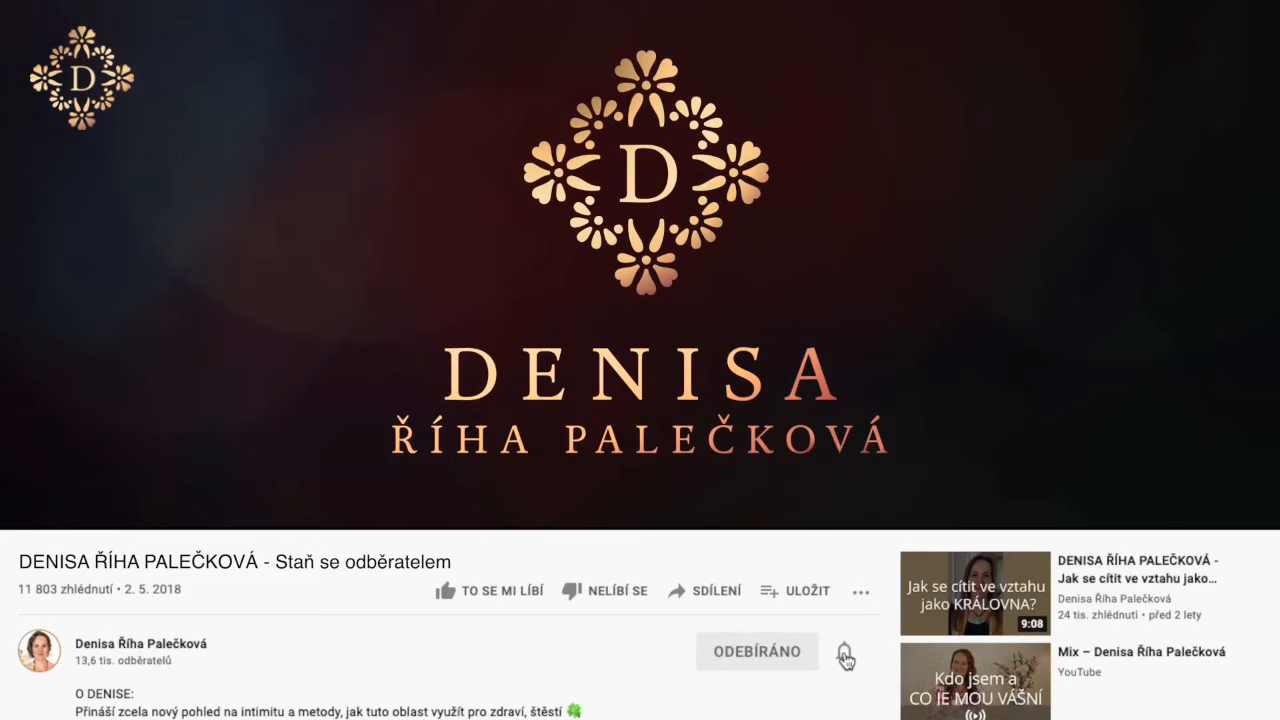 D
D
DENISA
ŘÍHA PALEČKOVÁ
DENISA ŘÍHA PALEČKOVÁ - Staň se odběratelem
11 803 zhlédnutí • 2. 5. 2018
TO SE MI LÍBÍ
NELÍBÍ SE
SDÍLENÍ
ULOŽIT
Denisa Říha Palečková
13,6 tis. odběratelů
ODEBÍRÁNO
O DENISE:
Přináší zcela nový pohled na intimitu a metody, jak tuto oblast využít pro zdraví, štěstí 🍀
Jak se cítit ve vztahu
jako KRÁLOVNA?
9:08
DENISA ŘÍHA PALEČKOVÁ -
Jak se cítit ve vztahu jako...
Denisa Říha Palečková
24 tis. zhlédnutí • před 2 lety
Kdo jsem a
CO JE MOU VÁŠNÍ
Mix – Denisa Říha Palečková
YouTube